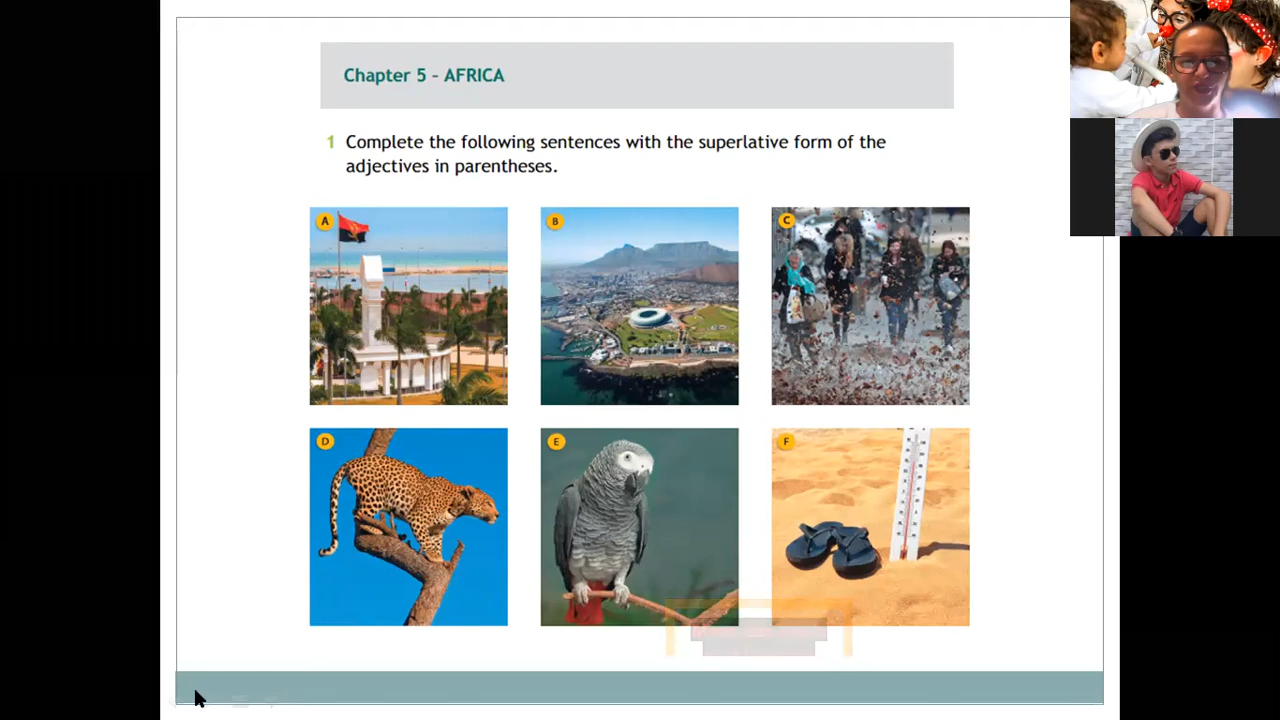 Chapter 5 – AFRICA
1 Complete the following sentences with the superlative form of the
adjectives in parentheses.
A
B
C
D
E
F